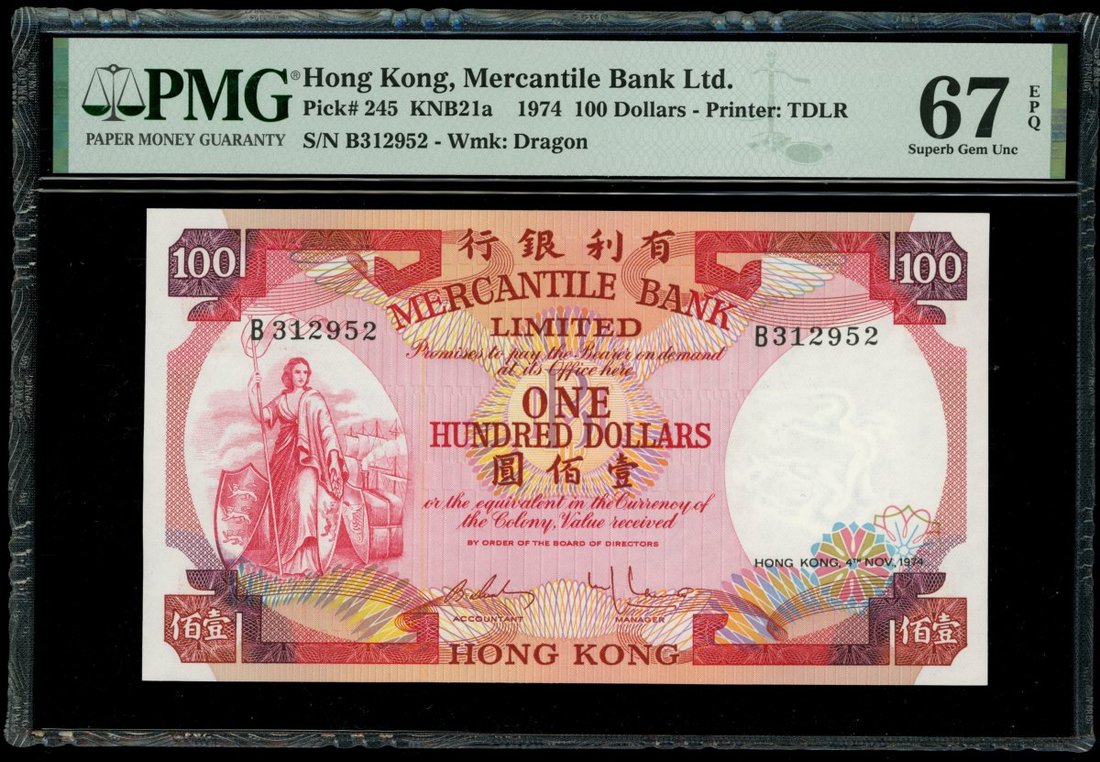 PMG®
PAPER MONEY GUARANTY
Hong Kong, Mercantile Bank Ltd.
Pick# 245 KNB21a 1974 100 Dollars - Printer: TDLR
S/N B312952 - Wmk: Dragon
67
EPQ
Superb Gem Unc
100
行銀利有
100
MERCANTILE BANK
LIMITED
B312952
B312952
Promises to pay the Bearer on demand
at its Office here
ONE
HUNDRED DOLLARS
圓佰壹
or the equivalent in the Currency of
the Colony, Value received
BY ORDER OF THE BOARD OF DIRECTORS
HONG KONG, 4TH NOV., 1974
ACCOUNTANT
MANAGER
佰壹
HONG KONG
佰壹